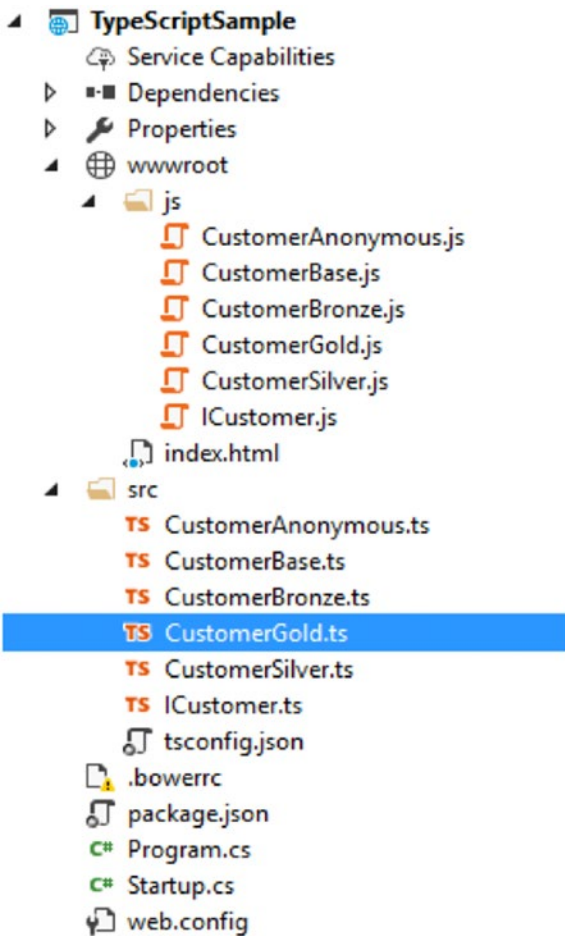 TypeScriptSample
Service Capabilities
Dependencies
Properties
wwwroot
js
CustomerAnonymous.js
CustomerBase.js
CustomerBronze.js
CustomerGold.js
CustomerSilver.js
ICustomer.js
index.html
src
TS CustomerAnonymous.ts
TS CustomerBase.ts
TS CustomerBronze.ts
TS CustomerGold.ts
TS CustomerSilver.ts
TS ICustomer.ts
tsconfig.json
.bowerrc
package.json
C# Program.cs
C# Startup.cs
web.config